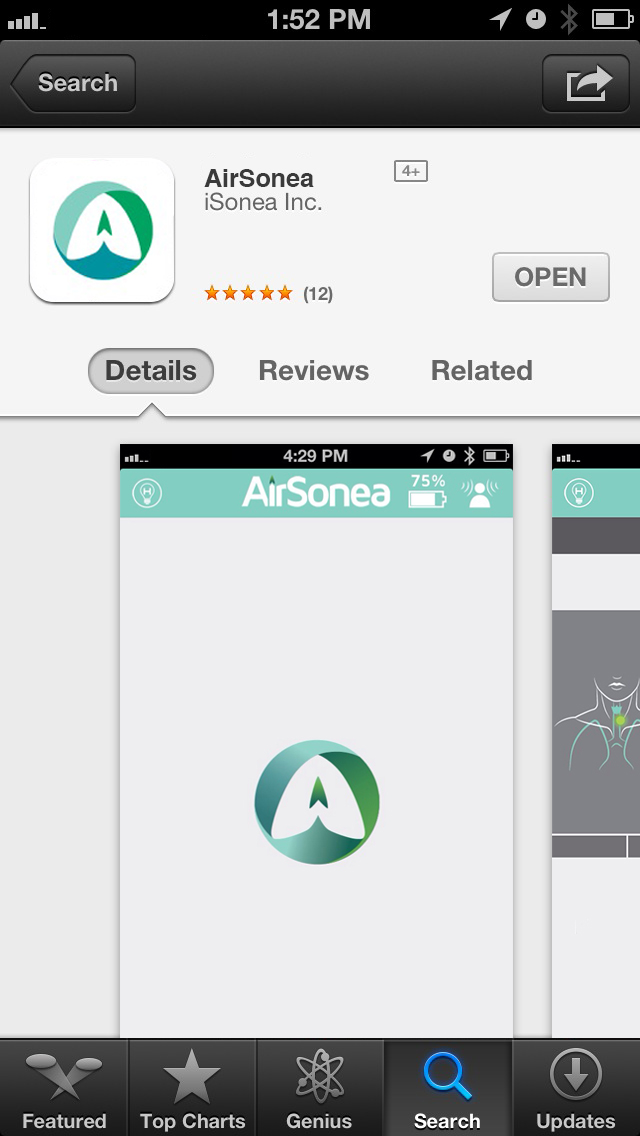 1:52 PM
Search
AirSonea
4+
iSonea Inc.
(12)
OPEN
Details
Reviews
Related
4:29 PM
AirSonea
75%
Featured
Top Charts
Genius
Search
Updates